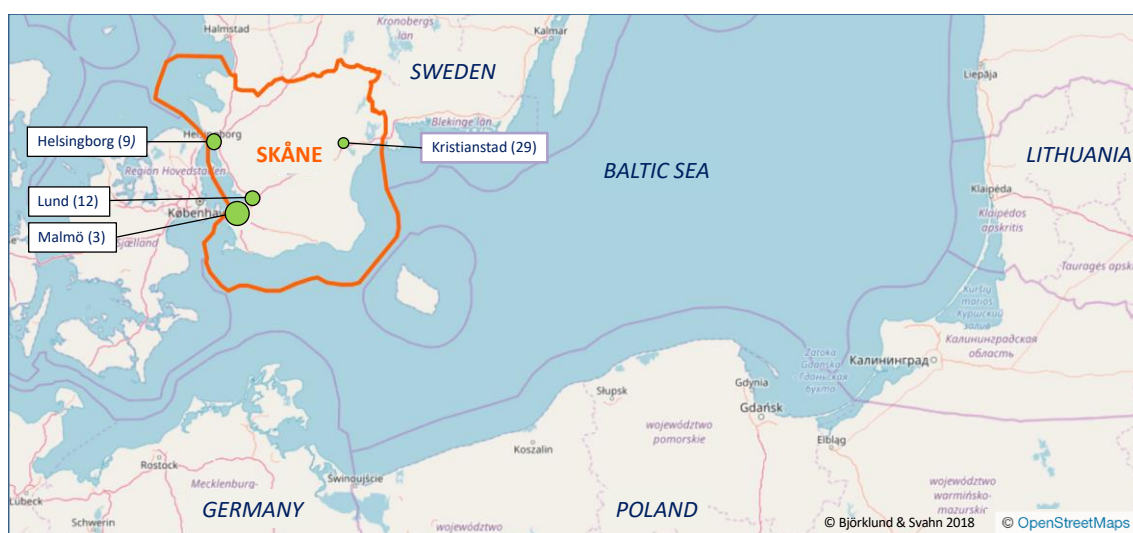 Halmstad
Kronobergs
län
Kalmar
SWEDEN
Liepāja
Helsingborg (9)
Helsingborg
SKÅNE
Kristianstad (29)
Blekinge län
BALTIC SEA
LITHUANIA
Region Hovedstaden
Lund (12)
København
Malmö (3)
Sjælland
Klaipėda
Klaipėdos
apskritis
Tauragės apskr
Kuršių
marios
Куршский
залив
Калининградская
область
Калининград
Zatoka
Gdańska
Гданьская
бухта
Słupsk
Gdynia
Gdańsk
Elbląg
województwo
pomorskie
Koszalin
Rostock
Mecklenburg-
Świnoujście
Lübeck
Schwerin
GERMANY
POLAND
województwo
województwo
warmińsko-
mazurskie
© Björklund & Svahn 2018
© OpenStreetMaps